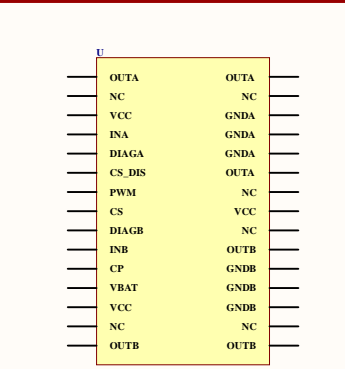 U
OUTA OUTA
NC NC
VCC GNDA
INA GNDA
DIAGA GNDA
CS_DIS OUTA
PWM NC
CS VCC
DIAGB NC
INB OUTB
CP GNDB
VBAT GNDB
VCC GNDB
NC NC
OUTB OUTB